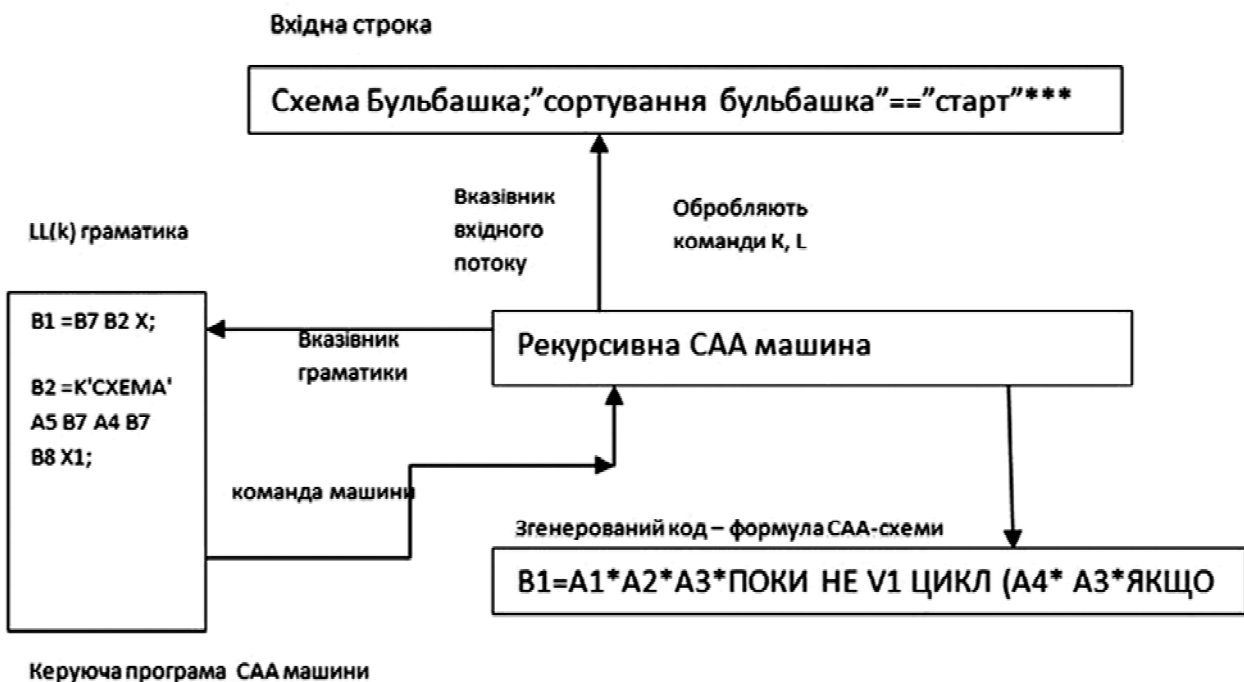 Вхідна строка
Схема Бульбашка;”сортування бульбашка”==”старт”***
Вказівник
вхідного
потоку
Обробляють
команди K, L
LL(k) граматика
B1 =B7 B2 X;
B2 =K'СХЕМА'
A5 B7 A4 B7
B8 X1;
Вказівник
граматики
Рекурсивна САА машина
команда машини
Згенерований код – формула САА-схеми
B1=A1*A2*A3*ПОКИ НЕ V1 ЦИКЛ (A4* A3*ЯКЩО
Керуюча програма САА машини